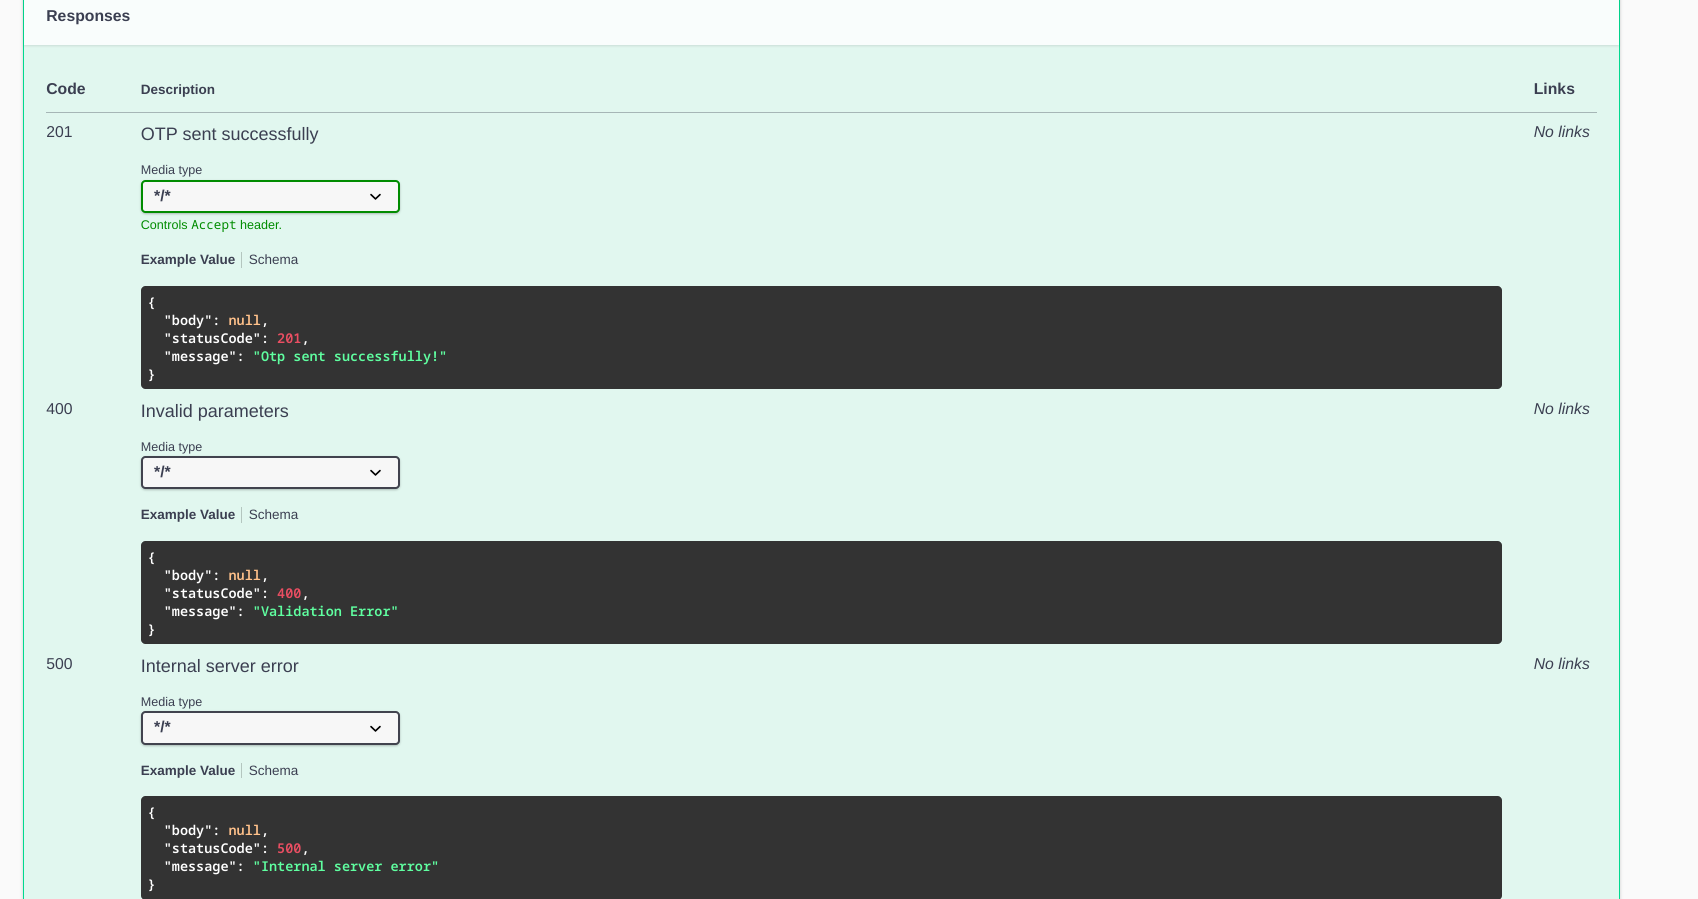 Responses
Code Description Links
201 OTP sent successfully No links
Media type
*/*
Controls Accept header.
Example Value Schema
{
"body": null,
"statusCode": 201,
"message": "Otp sent successfully!"
}
400 Invalid parameters No links
Media type
*/*
Example Value Schema
{
"body": null,
"statusCode": 400,
"message": "Validation Error"
}
500 Internal server error No links
Media type
*/*
Example Value Schema
{
"body": null,
"statusCode": 500,
"message": "Internal server error"
}